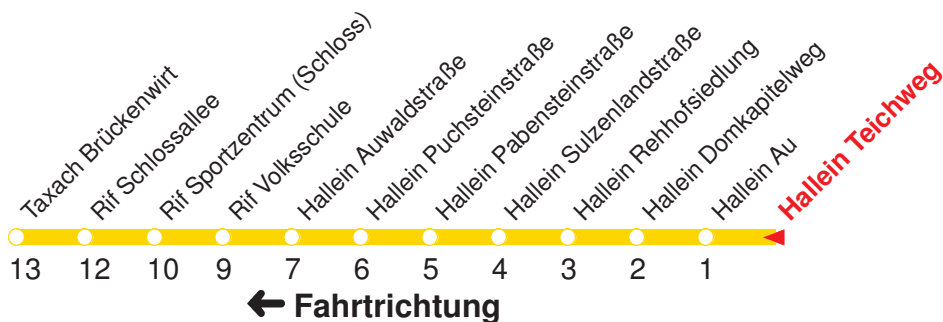 Taxach Brückenwirt
Rif Schlossallee
Rif Sportzentrum (Schloss)
Rif Volksschule
Hallein Auwaldstraße
Hallein Puchsteinstraße
Hallein Pabensteinstraße
Hallein Sulzenlandstraße
Hallein Rehhofsiedlung
Hallein Domkapitelweg
Hallein Au
Hallein Teichweg
13 12 10 9 7 6 5 4 3 2 1
Fahrtrichtung